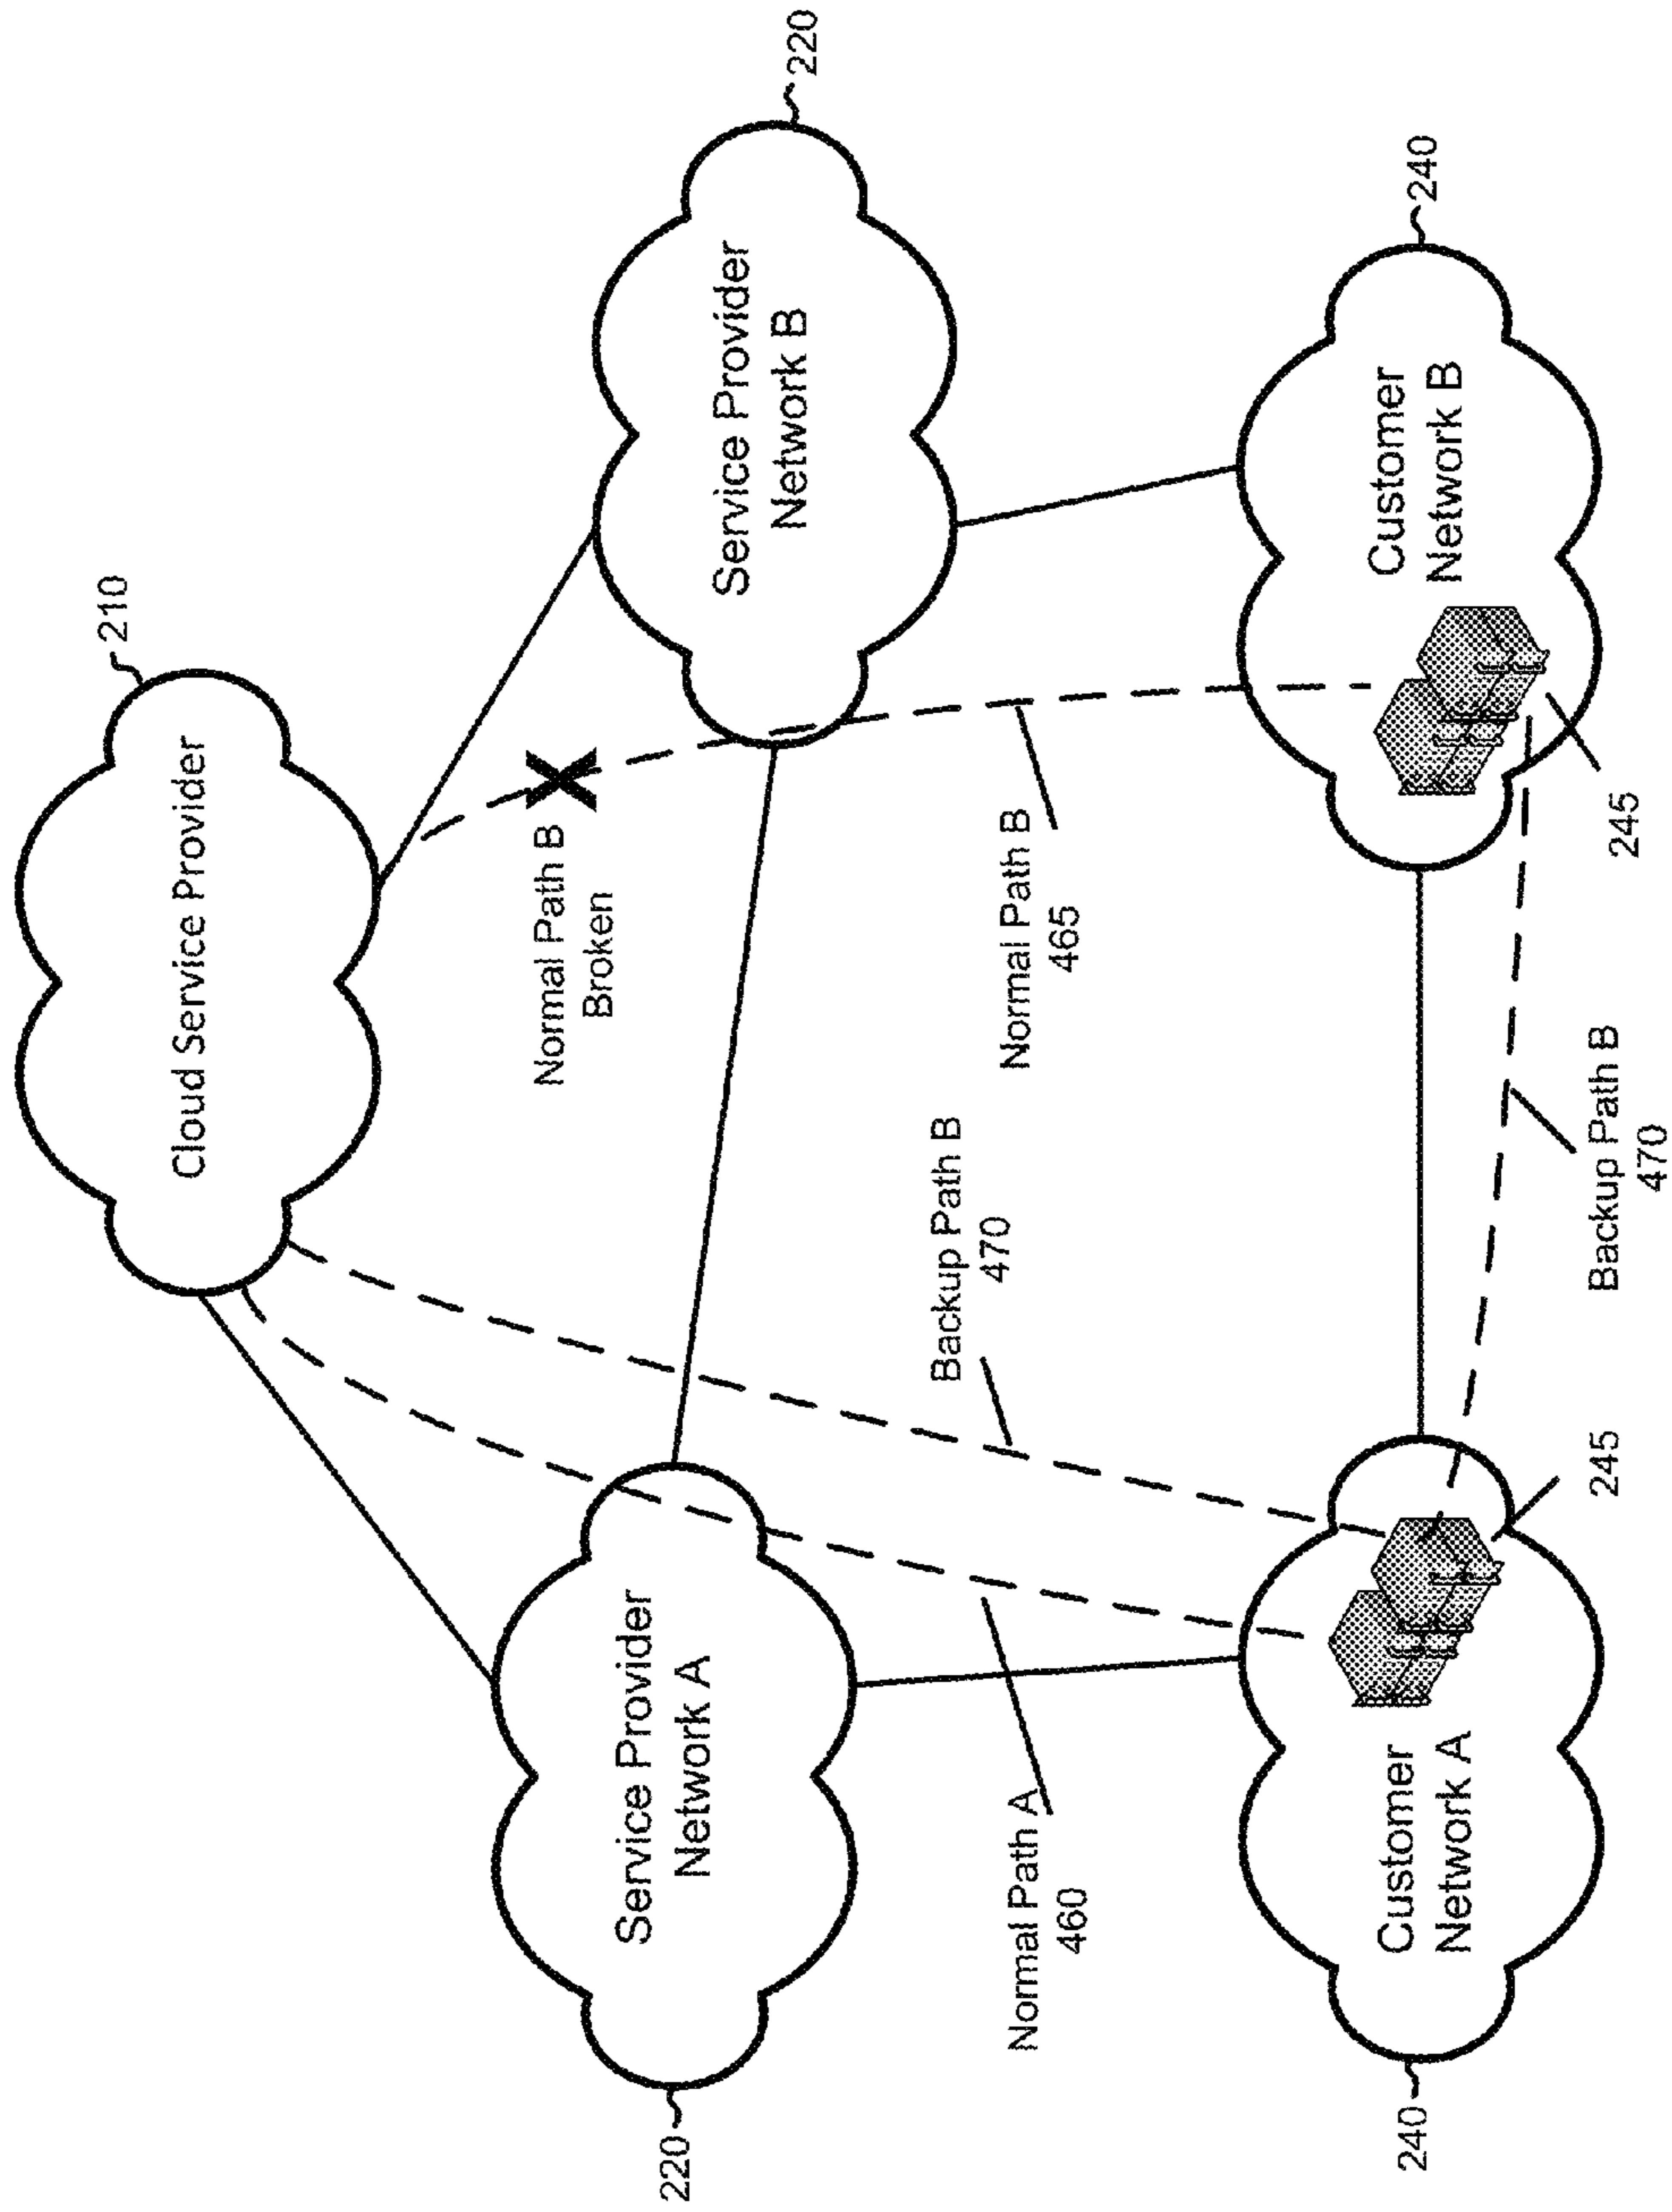 Cloud Service Provider
210
Service Provider
Network A
220
Service Provider
Network B
220
Normal Path B
Broken
Normal Path A
460
Backup Path B
470
Normal Path B
465
Customer
Network A
240
245
Customer
Network B
240
245
Backup Path B
470